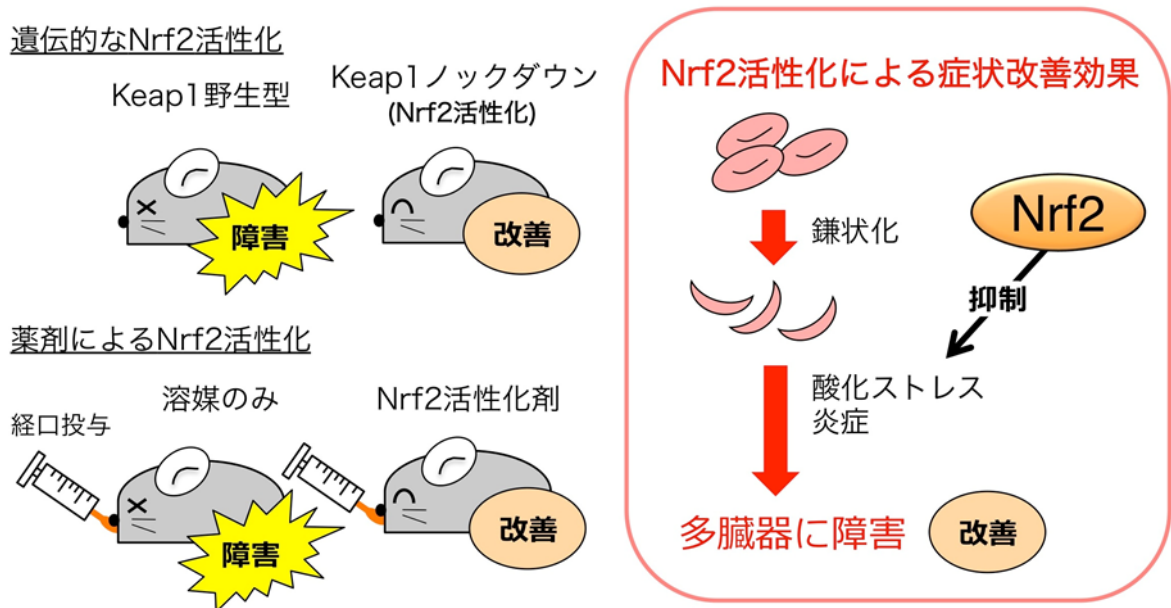 遺伝的なNrf2活性化
Keap1野生型
Keap1ノックダウン
(Nrf2活性化)
障害
改善
薬剤によるNrf2活性化
溶媒のみ
Nrf2活性化剤
経口投与
障害
改善
Nrf2活性化による症状改善効果
鎌状化
Nrf2
抑制
酸化ストレス
炎症
多臓器に障害
改善